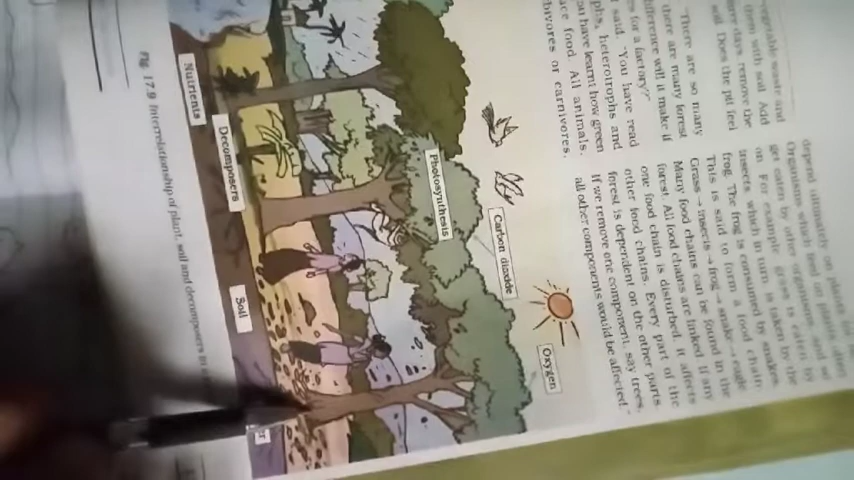 vegetable waste and
them with soil. Add
days remove the
soil. Does the pit feel
"There are so many
there are many forest
difference will it make if
for a factory?"
said, "You have read
heterotrophs and
have learnt how green
food. All animals,
or carnivores.
depend ultimately on plants for
Organisms which feed on plants
get eaten by other organisms, and so
on. For example, grass is eaten by
insects, which in turn, is taken by the
frog. The frog is consumed by snakes.
This is said to form a food chain:
Grass → insects → frog → snake → eagle
Many food chains can be found in the
forest. All food chains are linked. If any
one food chain is disturbed, it affects
other food chains. Every part of the
forest is dependent on the other parts.
If we remove one component, say trees,
all other components would be affected."
Oxygen
Carbon dioxide
Photosynthesis
Nutrients
Decomposers
Soil
Fig. 17.9 Interrelationship of plant, soil and decomposers in